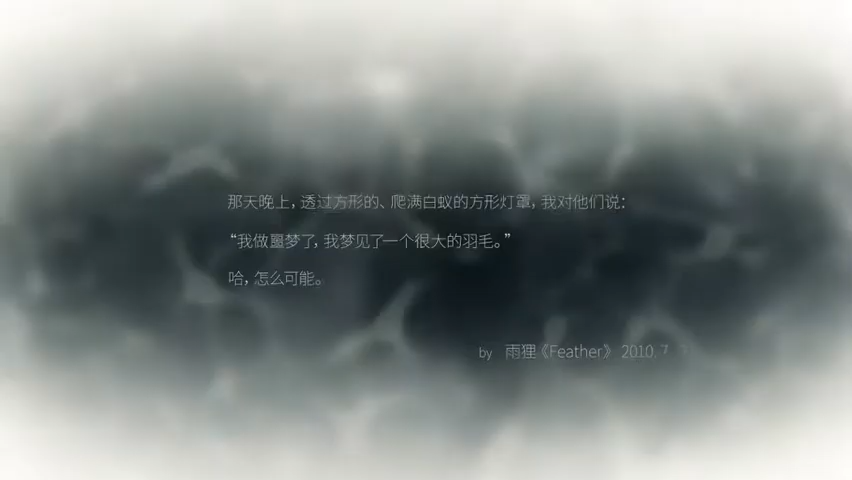 那天晚上，透过方形的、爬满白蚁的方形灯罩，我对他们说：
“我做噩梦了，我梦见了一个很大的羽毛。”
哈，怎么可能。
by 雨狸《Feather》 2010. 7.